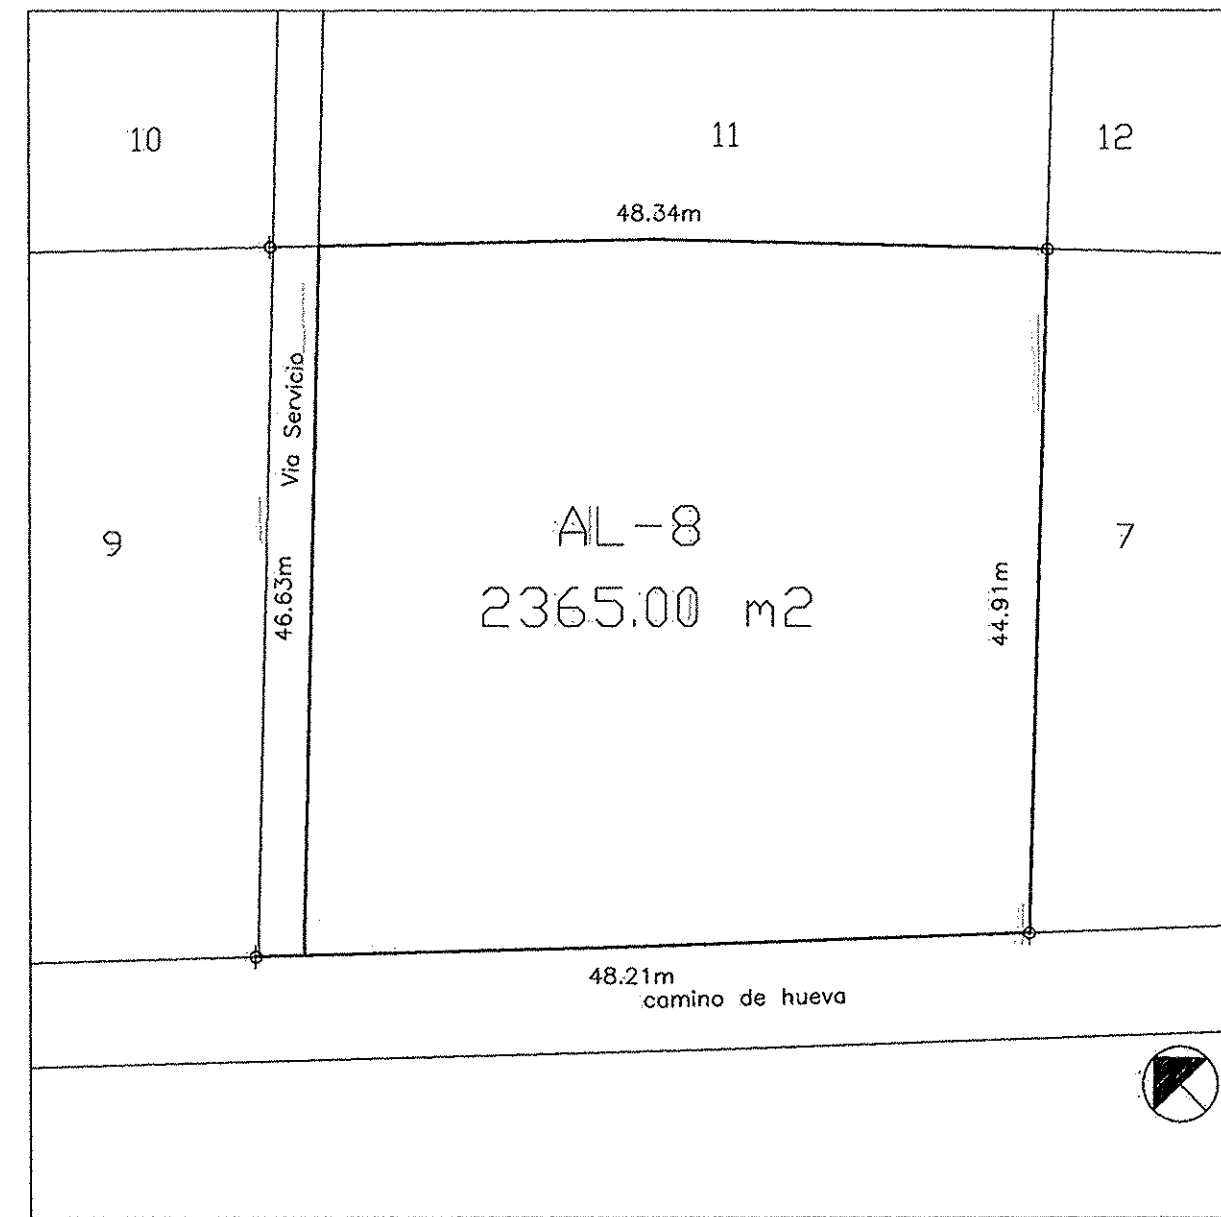 10
11
12
48.34m
Via Servicio
9
AL-8
7
2365.00 m2
46.63m
44.91m
48.21m
camino de hueva